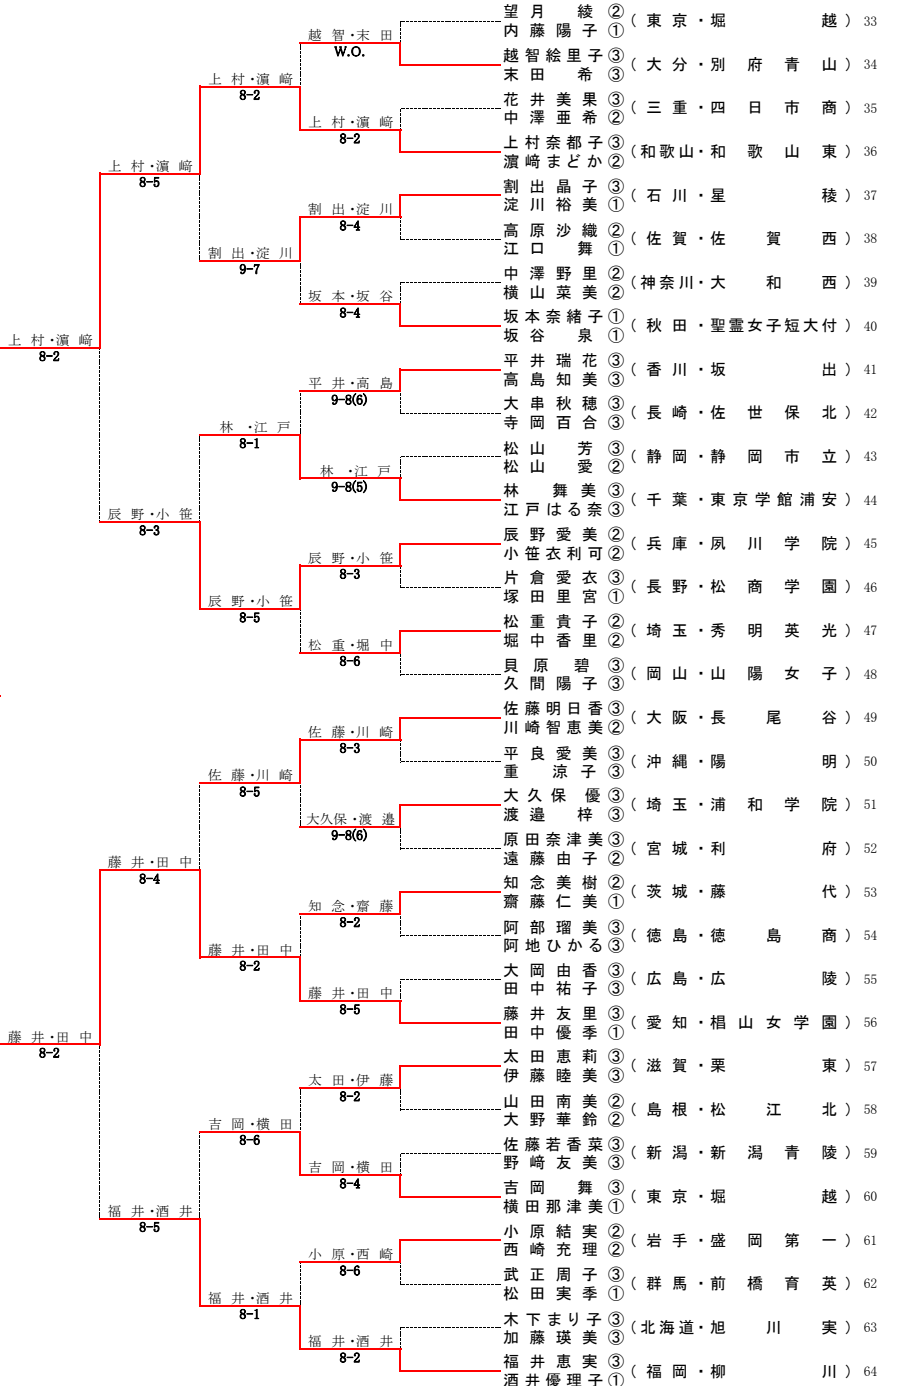 望月 綾 ② ( 東京・堀 越 ) 33
内藤陽子 ①
越智・末田
W.O.
越智絵里子 ③ ( 大分・別府青山 ) 34
末田 希 ③
上村・濵﨑
8-2
花井美果 ③ ( 三重・四日市商 ) 35
中澤亜希 ②
上村・濵﨑
8-2
上村奈都子 ③ ( 和歌山・和歌山東 ) 36
濵﨑まどか ②
上村・濵﨑
8-5
割出晶子 ③ ( 石川・星 稜 ) 37
淀川裕美 ①
割出・淀川
8-4
高原沙織 ② ( 佐賀・佐賀西 ) 38
江口 舞 ①
割出・淀川
9-7
中澤野里 ② ( 神奈川・大和西 ) 39
横山菜美 ②
坂本・坂谷
8-4
坂本奈緒子 ① ( 秋田・聖霊女子短大付 ) 40
坂谷 泉 ①
上村・濵﨑
8-2
平井瑞花 ③ ( 香川・坂 出 ) 41
高島知美 ③
平井・高島
9-8(6)
大串秋穂 ③ ( 長崎・佐世保北 ) 42
寺岡百合 ③
林 ・江戸
8-1
松山 芳 ③ ( 静岡・静岡市立 ) 43
松山 愛 ②
林 ・江戸
9-8(5)
林 舞美 ③ ( 千葉・東京学館浦安 ) 44
江戸はる奈 ③
辰野・小笹
8-3
辰野愛美 ② ( 兵庫・夙川学院 ) 45
小笹衣利可 ②
辰野・小笹
8-3
片倉愛衣 ③ ( 長野・松商学園 ) 46
塚田里宮 ①
辰野・小笹
8-5
松重貴子 ② ( 埼玉・秀明英光 ) 47
堀中香里 ②
松重・堀中
8-6
貝原 碧 ③ ( 岡山・山陽女子 ) 48
久間陽子 ③
佐藤明日香 ③ ( 大阪・長尾谷 ) 49
川崎智恵美 ②
佐藤・川崎
8-3
平良愛美 ③ ( 沖縄・陽 明 ) 50
重 涼子 ③
佐藤・川崎
8-5
大久保 優 ③ ( 埼玉・浦和学院 ) 51
渡邉 梓 ③
大久保・渡邉
9-8(6)
原田奈津美 ③ ( 宮城・利 府 ) 52
遠藤由子 ②
藤井・田中
8-4
知念美樹 ② ( 茨城・藤 代 ) 53
齋藤仁美 ①
知念・齋藤
8-2
阿部瑠美 ③ ( 徳島・徳島商 ) 54
阿地ひかる ③
藤井・田中
8-2
大岡由香 ③ ( 広島・広 陵 ) 55
田中祐子 ③
藤井・田中
8-5
藤井友里 ③ ( 愛知・椙山女学園 ) 56
田中優季 ①
藤井・田中
8-2
太田恵莉 ③ ( 滋賀・栗 東 ) 57
伊藤睦美 ③
太田・伊藤
8-2
山田南美 ② ( 島根・松江北 ) 58
大野華鈴 ②
吉岡・横田
8-6
佐藤若香菜 ③ ( 新潟・新潟青陵 ) 59
野﨑友美 ③
吉岡・横田
8-4
吉岡 舞 ③ ( 東京・堀 越 ) 60
横田那津美 ①
福井・酒井
8-5
小原結実 ② ( 岩手・盛岡第一 ) 61
西崎充理 ②
小原・西崎
8-6
武正周子 ③ ( 群馬・前橋育英 ) 62
松田実季 ①
福井・酒井
8-1
木下まり子 ③ ( 北海道・旭川実 ) 63
加藤瑛美 ③
福井・酒井
8-2
福井恵実 ③ ( 福岡・柳 川 ) 64
酒井優理子 ①